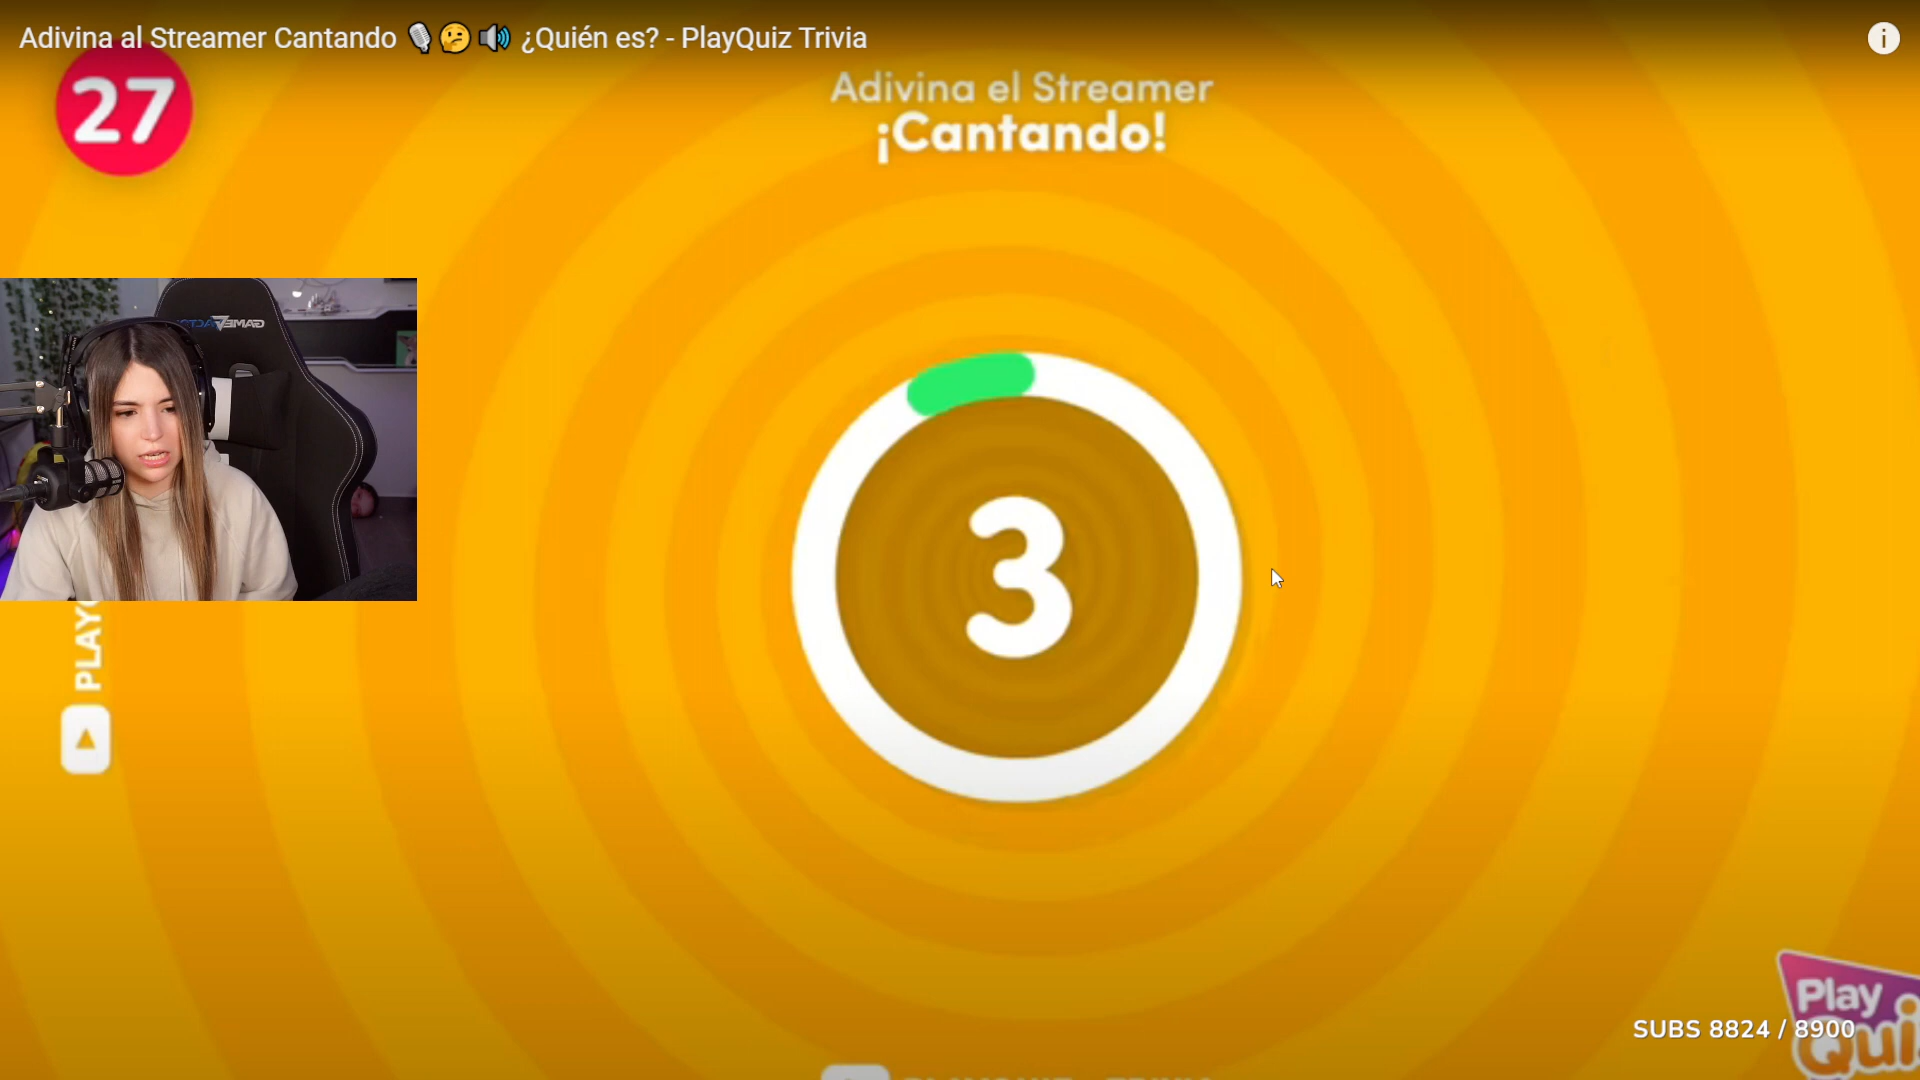 Adivina al Streamer Cantando 🎙️🤔🔊 ¿Quién es? - PlayQuiz Trivia
27
Adivina el Streamer
¡Cantando!
3
PLAY
Play
Qui
SUBS 8824 / 8900